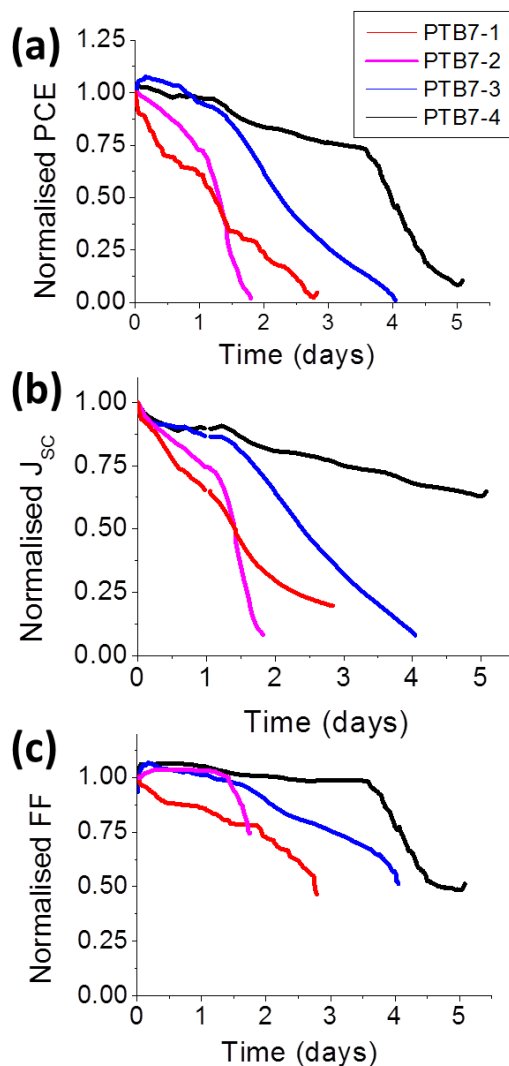 (a)
PTB7-1
PTB7-2
PTB7-3
PTB7-4
Normalised PCE
1.25
1.00
0.75
0.50
0.25
0.00
0 1 2 3 4 5
Time (days)
(b)
Normalised J_SC
1.00
0.75
0.50
0.25
0.00
0 1 2 3 4 5
Time (days)
(c)
Normalised FF
1.00
0.75
0.50
0.25
0.00
0 1 2 3 4 5
Time (days)